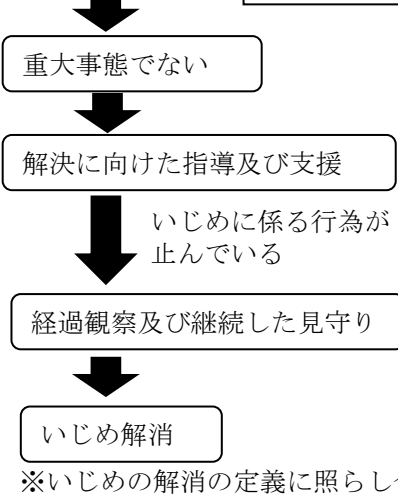 重大事態でない
解決に向けた指導及び支援
いじめに係る行為が
止んでいる
経過観察及び継続した見守り
いじめ解消
※いじめの解消の定義に照らし